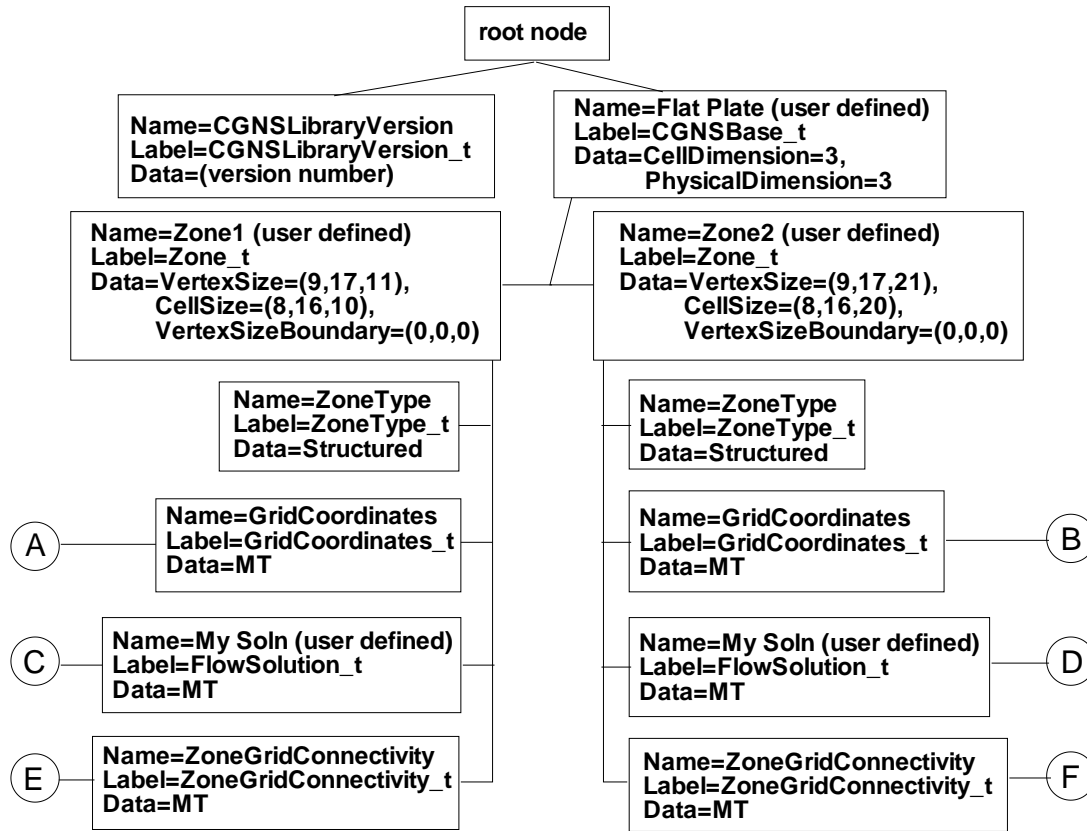 root node
Name=CGNSLibraryVersion
Label=CGNSLibraryVersion_t
Data=(version number)
Name=Flat Plate (user defined)
Label=CGNSBase_t
Data=CellDimension=3,
PhysicalDimension=3
Name=Zone1 (user defined)
Label=Zone_t
Data=VertexSize=(9,17,11),
CellSize=(8,16,10),
VertexSizeBoundary=(0,0,0)
Name=Zone2 (user defined)
Label=Zone_t
Data=VertexSize=(9,17,21),
CellSize=(8,16,20),
VertexSizeBoundary=(0,0,0)
Name=ZoneType
Label=ZoneType_t
Data=Structured
Name=ZoneType
Label=ZoneType_t
Data=Structured
A
Name=GridCoordinates
Label=GridCoordinates_t
Data=MT
Name=GridCoordinates
Label=GridCoordinates_t
Data=MT
B
C
Name=My Soln (user defined)
Label=FlowSolution_t
Data=MT
Name=My Soln (user defined)
Label=FlowSolution_t
Data=MT
D
E
Name=ZoneGridConnectivity
Label=ZoneGridConnectivity_t
Data=MT
Name=ZoneGridConnectivity
Label=ZoneGridConnectivity_t
Data=MT
F